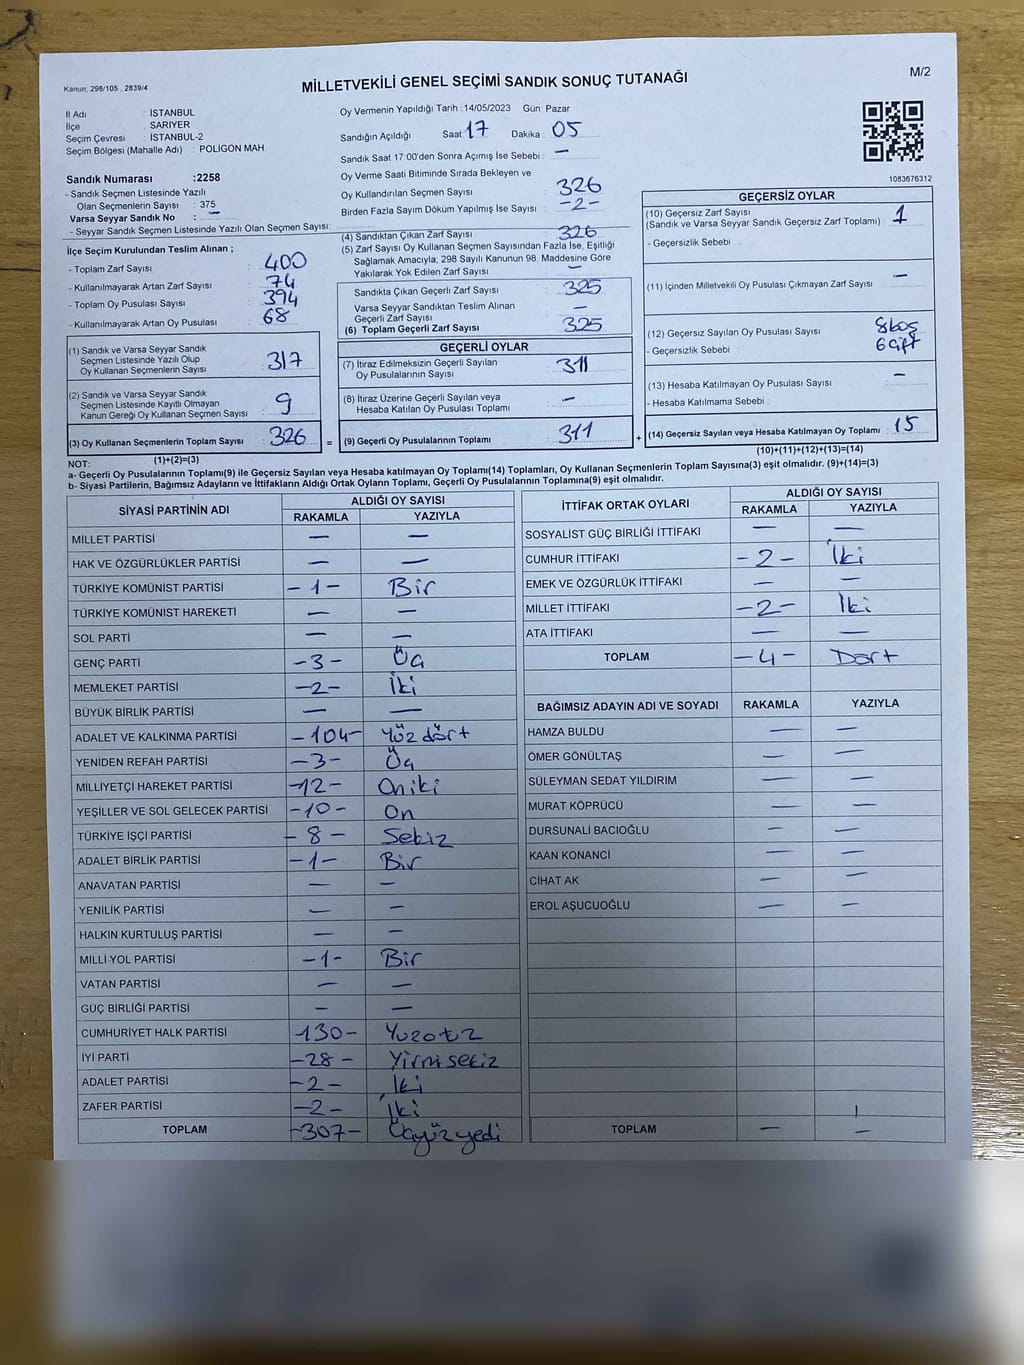 Kanun; 298/105 , 2839/4
MİLLETVEKİLİ GENEL SEÇİMİ SANDIK SONUÇ TUTANAĞI
M/2
İl Adı : İSTANBUL
İlçe : SARIYER
Seçim Çevresi : İSTANBUL-2
Seçim Bölgesi (Mahalle Adı) : POLİGON MAH
Sandık Numarası :2258
- Sandık Seçmen Listesinde Yazılı
Olan Seçmenlerin Sayısı : 375
Varsa Seyyar Sandık No : –
- Seyyar Sandık Seçmen Listesinde Yazılı Olan Seçmen Sayısı:
İlçe Seçim Kurulundan Teslim Alınan ;
- Toplam Zarf Sayısı : 400
- Kullanılmayarak Artan Zarf Sayısı : 74
- Toplam Oy Pusulası Sayısı : 394
- Kullanılmayarak Artan Oy Pusulası : 68
(1) Sandık ve Varsa Seyyar Sandık
Seçmen Listesinde Yazılı Olup
Oy Kullanan Seçmenlerin Sayısı : 317
(2) Sandık ve Varsa Seyyar Sandık
Seçmen Listesinde Kayıtlı Olmayan
Kanun Gereği Oy Kullanan Seçmen Sayısı : 9
(3) Oy Kullanan Seçmenlerin Toplam Sayısı : 326
(1)+(2)=(3)
Oy Vermenin Yapıldığı Tarih :14/05/2023 Gün: Pazar
Sandığın Açıldığı Saat : 17 Dakika : 05
Sandık Saat 17:00'den Sonra Açımış İse Sebebi : –
Oy Verme Saati Bitiminde Sırada Bekleyen ve
Oy Kullandırılan Seçmen Sayısı : 326
Birden Fazla Sayım Döküm Yapılmış İse Sayısı : -2-
(4) Sandıktan Çıkan Zarf Sayısı : 326
(5) Zarf Sayısı Oy Kullanan Seçmen Sayısından Fazla İse, Eşitliği
Sağlamak Amacıyla, 298 Sayılı Kanunun 98. Maddesine Göre
Yakılarak Yok Edilen Zarf Sayısı : –
Sandıkta Çıkan Geçerli Zarf Sayısı : 325
Varsa Seyyar Sandıktan Teslim Alınan
Geçerli Zarf Sayısı : –
(6) Toplam Geçerli Zarf Sayısı : 325
GEÇERLİ OYLAR
(7) İtiraz Edilmeksizin Geçerli Sayılan
Oy Pusulalarının Sayısı : 311
(8) İtiraz Üzerine Geçerli Sayılan veya
Hesaba Katılan Oy Pusulası Toplamı : –
= (9) Geçerli Oy Pusulalarının Toplamı : 311 +
1083676312
GEÇERSİZ OYLAR
(10) Geçersiz Zarf Sayısı
(Sandık ve Varsa Seyyar Sandık Geçersiz Zarf Toplamı) : 1
- Geçersizlik Sebebi :
(11) İçinden Milletvekili Oy Pusulası Çıkmayan Zarf Sayısı : –
(12) Geçersiz Sayılan Oy Pusulası Sayısı : 8 boş
- Geçersizlik Sebebi : 6 Çift
(13) Hesaba Katılmayan Oy Pusulası Sayısı : –
- Hesaba Katılmama Sebebi :
(14) Geçersiz Sayılan veya Hesaba Katılmayan Oy Toplamı : 15
(10)+(11)+(12)+(13)=(14)
NOT:
a- Geçerli Oy Pusulalarının Toplamı(9) ile Geçersiz Sayılan veya Hesaba katılmayan Oy Toplamı(14) Toplamları, Oy Kullanan Seçmenlerin Toplam Sayısına(3) eşit olmalıdır. (9)+(14)=(3)
b- Siyasi Partilerin, Bağımsız Adayların ve İttifakların Aldığı Ortak Oyların Toplamı, Geçerli Oy Pusulalarının Toplamına(9) eşit olmalıdır.
SİYASİ PARTİNİN ADI ALDIĞI OY SAYISI
RAKAMLA YAZIYLA
MİLLET PARTİSİ – –
HAK VE ÖZGÜRLÜKLER PARTİSİ – –
TÜRKİYE KOMÜNİST PARTİSİ -1- Bir
TÜRKİYE KOMÜNİST HAREKETİ – –
SOL PARTİ – –
GENÇ PARTİ -3- Üç
MEMLEKET PARTİSİ -2- İki
BÜYÜK BİRLİK PARTİSİ – –
ADALET VE KALKINMA PARTİSİ -104- Yüz dört
YENİDEN REFAH PARTİSİ -3- Üç
MİLLİYETÇİ HAREKET PARTİSİ -12- Oniki
YEŞİLLER VE SOL GELECEK PARTİSİ -10- On
TÜRKİYE İŞÇİ PARTİSİ -8- Sekiz
ADALET BİRLİK PARTİSİ -1- Bir
ANAVATAN PARTİSİ – –
YENİLİK PARTİSİ – –
HALKIN KURTULUŞ PARTİSİ – –
MİLLİ YOL PARTİSİ -1- Bir
VATAN PARTİSİ – –
GÜÇ BİRLİĞİ PARTİSİ – –
CUMHURİYET HALK PARTİSİ -130- Yuzotz
İYİ PARTİ -28- Yirmisekiz
ADALET PARTİSİ -2- İki
ZAFER PARTİSİ -2- İki
TOPLAM -307- Üçyüzyedi
İTTİFAK ORTAK OYLARI ALDIĞI OY SAYISI
RAKAMLA YAZIYLA
SOSYALİST GÜÇ BİRLİĞİ İTTİFAKI – –
CUMHUR İTTİFAKI -2- İki
EMEK VE ÖZGÜRLÜK İTTİFAKI – –
MİLLET İTTİFAKI -2- İki
ATA İTTİFAKI – –
TOPLAM -4- Dört
BAĞIMSIZ ADAYIN ADI VE SOYADI RAKAMLA YAZIYLA
HAMZA BULDU – –
ÖMER GÖNÜLTAŞ – –
SÜLEYMAN SEDAT YILDIRIM – –
MURAT KÖPRÜCÜ – –
DURSUNALİ BACIOĞLU – –
KAAN KONANCİ – –
CİHAT AK – –
EROL AŞUCUOĞLU – –
TOPLAM – –